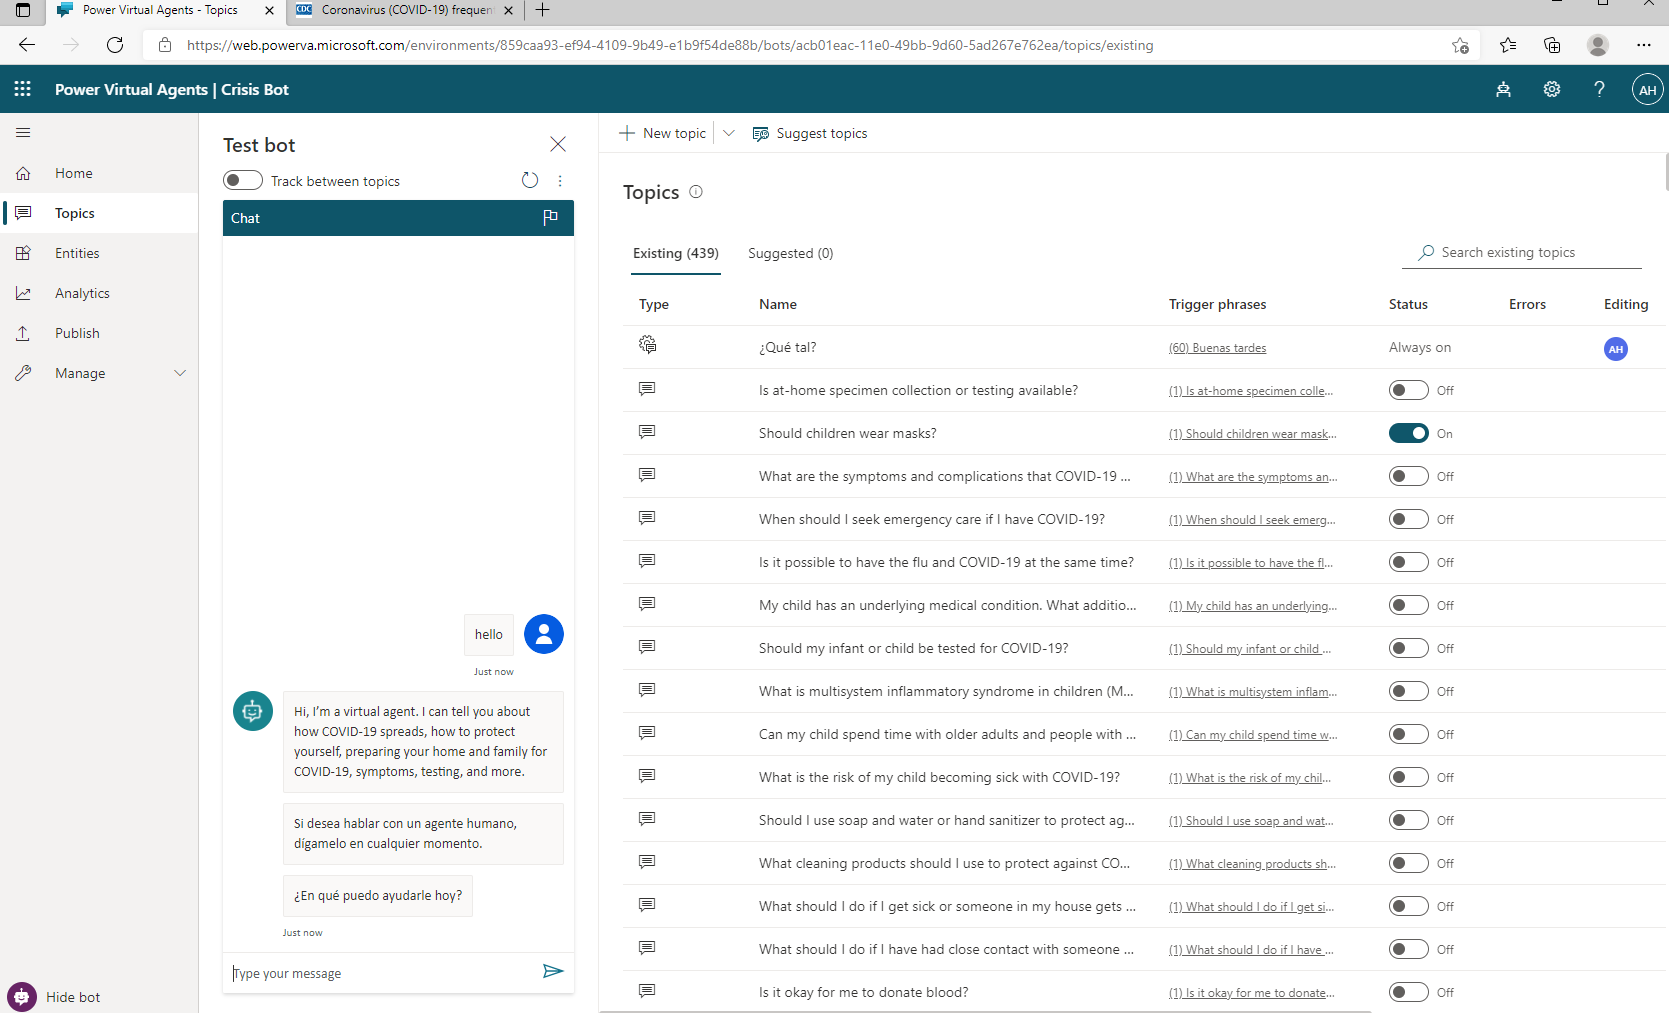 Power Virtual Agents - Topics
CDC
Coronavirus (COVID-19) frequen
https://web.powerva.microsoft.com/environments/859caa93-ef94-4109-9b49-e1b9f54de88b/bots/acb01eac-11e0-49bb-9d60-5ad267e762ea/topics/existing
Power Virtual Agents | Crisis Bot
AH
Home
Topics
Entities
Analytics
Publish
Manage
Hide bot
Test bot
Track between topics
Chat
hello
Just now
Hi, I'm a virtual agent. I can tell you about
how COVID-19 spreads, how to protect
yourself, preparing your home and family for
COVID-19, symptoms, testing, and more.
Si desea hablar con un agente humano,
dígamelo en cualquier momento.
¿En qué puedo ayudarle hoy?
Just now
Type your message
New topic
Suggest topics
Topics
Existing (439)
Suggested (0)
Search existing topics
Type Name Trigger phrases Status Errors Editing
¿Qué tal? (60) Buenas tardes Always on AH
Is at-home specimen collection or testing available? (1) Is at-home specimen colle... Off
Should children wear masks? (1) Should children wear mask... On
What are the symptoms and complications that COVID-19 ... (1) What are the symptoms an... Off
When should I seek emergency care if I have COVID-19? (1) When should I seek emerg... Off
Is it possible to have the flu and COVID-19 at the same time? (1) Is it possible to have the fl... Off
My child has an underlying medical condition. What additio... (1) My child has an underlying... Off
Should my infant or child be tested for COVID-19? (1) Should my infant or child ... Off
What is multisystem inflammatory syndrome in children (M... (1) What is multisystem inflam... Off
Can my child spend time with older adults and people with ... (1) Can my child spend time w... Off
What is the risk of my child becoming sick with COVID-19? (1) What is the risk of my chil... Off
Should I use soap and water or hand sanitizer to protect ag... (1) Should I use soap and wat... Off
What cleaning products should I use to protect against CO... (1) What cleaning products sh... Off
What should I do if I get sick or someone in my house gets ... (1) What should I do if I get si... Off
What should I do if I have had close contact with someone ... (1) What should I do if I have ... Off
Is it okay for me to donate blood? (1) Is it okay for me to donate... Off